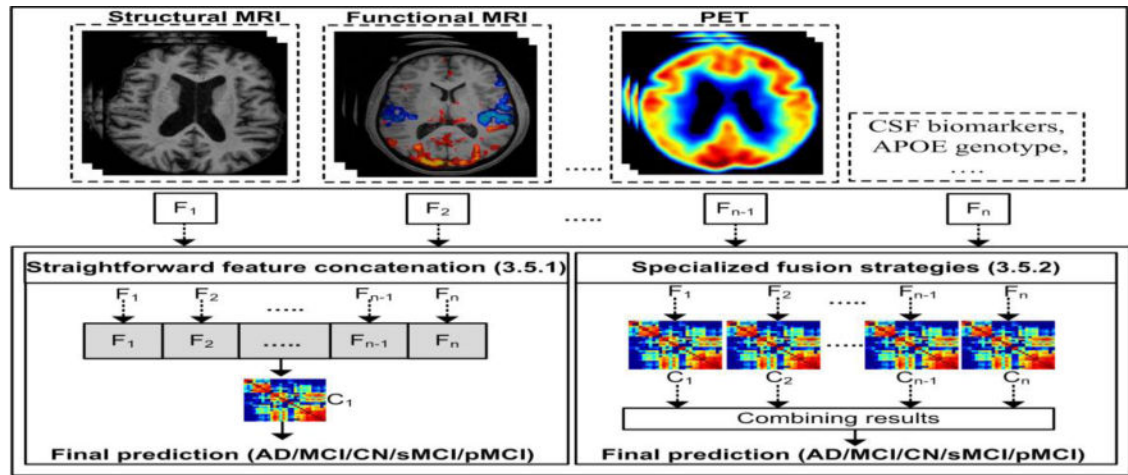 Structural MRI Functional MRI PET
CSF biomarkers,
APOE genotype,
....
.....
F1 F2 ..... Fn-1 Fn
Straightforward feature concatenation (3.5.1)
F1 F2 ..... Fn-1 Fn
F1 F2 ..... Fn-1 Fn
C1
Final prediction (AD/MCI/CN/sMCI/pMCI)
Specialized fusion strategies (3.5.2)
F1 F2 ..... Fn-1 Fn
.....
C1 C2 Cn-1 Cn
Combining results
Final prediction (AD/MCI/CN/sMCI/pMCI)